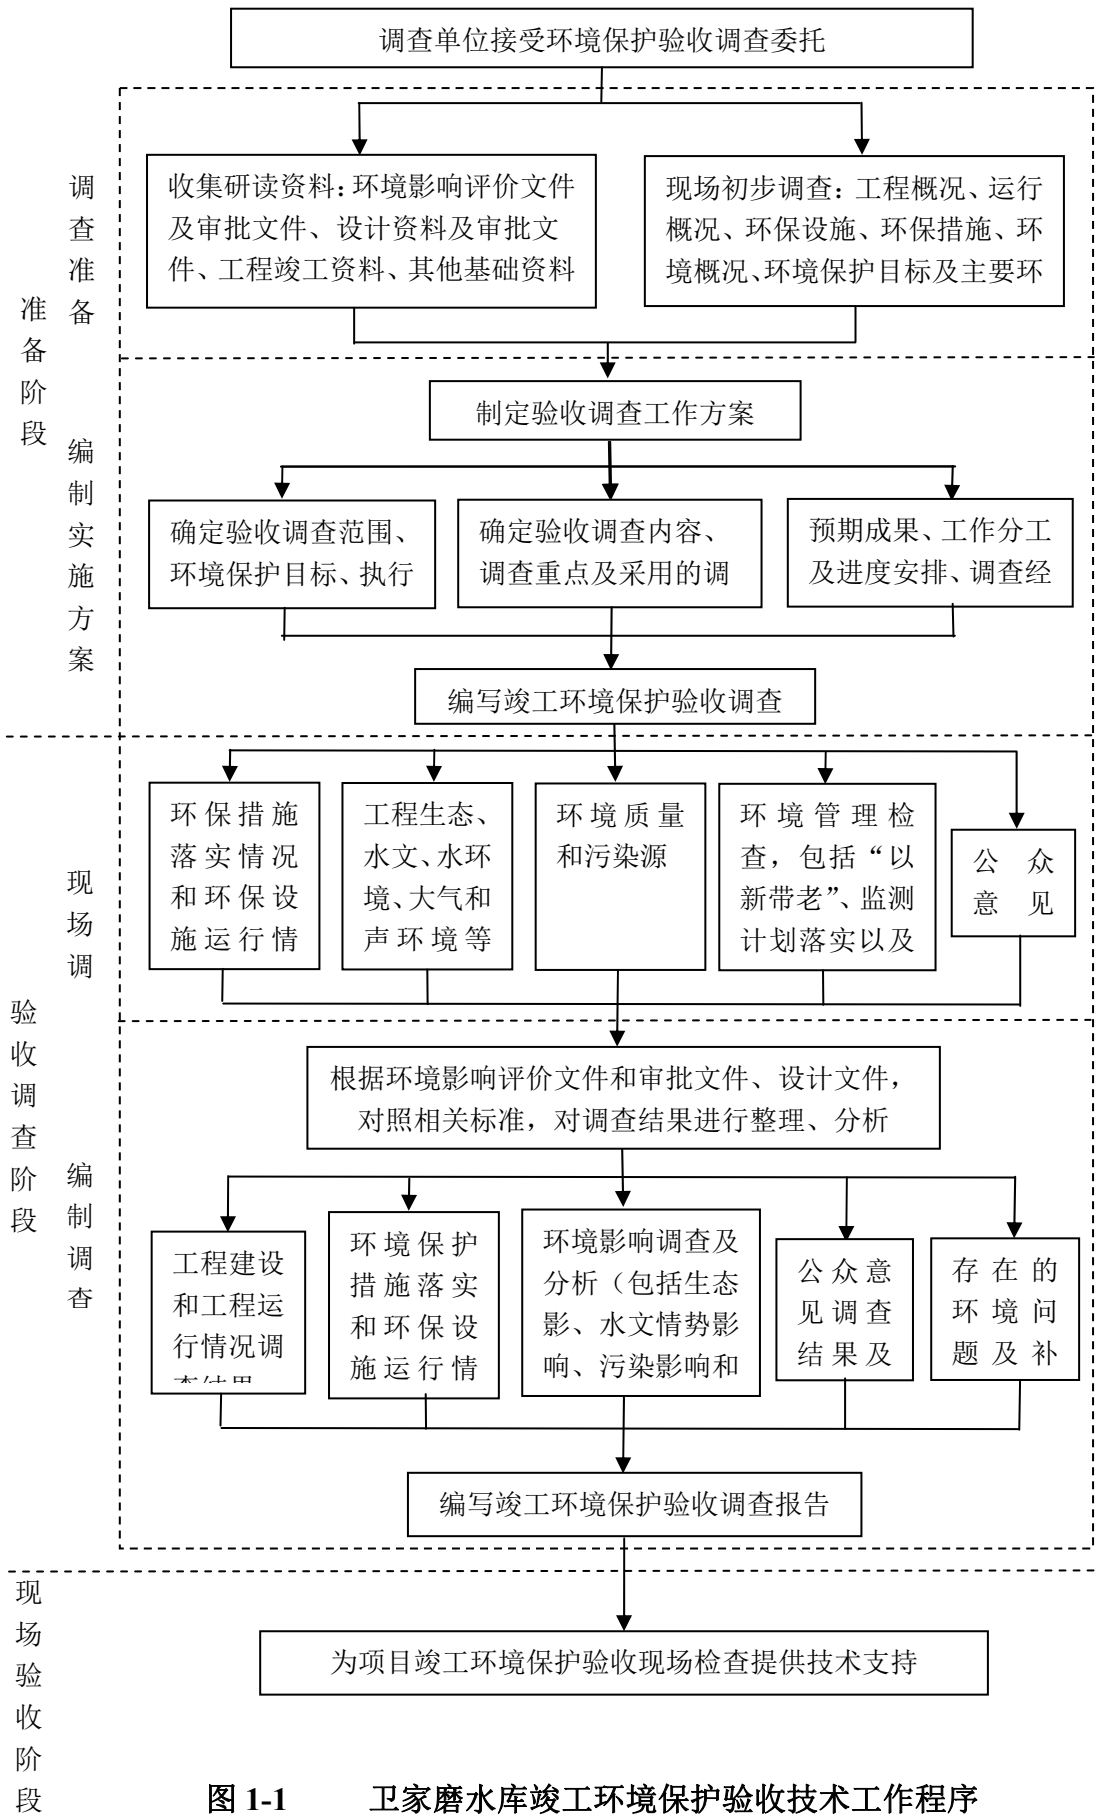 调查单位接受环境保护验收调查委托
准备阶段
调查准备
收集研读资料：环境影响评价文件
及审批文件、设计资料及审批文
件、工程竣工资料、其他基础资料
现场初步调查：工程概况、运行
概况、环保设施、环保措施、环
境概况、环境保护目标及主要环
编制实施方案
制定验收调查工作方案
确定验收调查范围、
环境保护目标、执行
确定验收调查内容、
调查重点及采用的调
预期成果、工作分工
及进度安排、调查经
编写竣工环境保护验收调查
验收调查阶段
现场调
环保措施
落实情况
和环保设
施运行情
工程生态、
水文、水环
境、大气和
声环境等
环境质量
和污染源
环境管理检
查，包括“以
新带老”、监测
计划落实以及
公众
意见
编制调查
根据环境影响评价文件和审批文件、设计文件，
对照相关标准，对调查结果进行整理、分析
工程建设
和工程运
行情况调
查结果
环境保护
措施落实
和环保设
施运行情
环境影响调查及
分析（包括生态
影、水文情势影
响、污染影响和
公众意
见调查
结果及
存在的
环境问
题及补
编写竣工环境保护验收调查报告
现场验收阶段
为项目竣工环境保护验收现场检查提供技术支持
图 1-1 卫家磨水库竣工环境保护验收技术工作程序